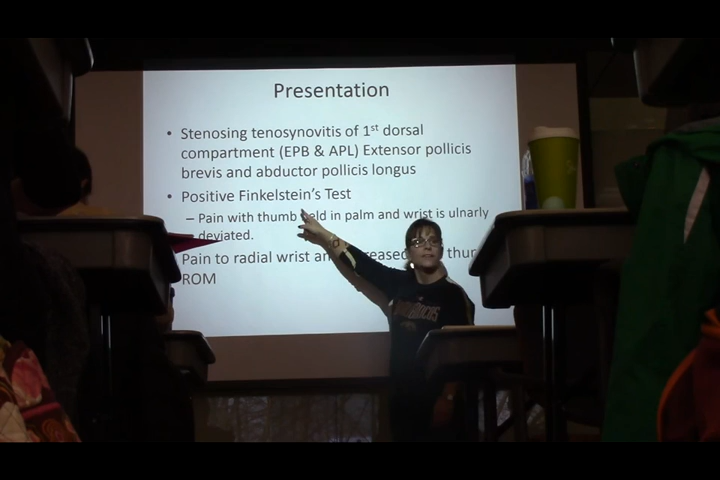 Presentation
• Stenosing tenosynovitis of 1st dorsal
compartment (EPB & APL) Extensor pollicis
brevis and abductor pollicis longus
• Positive Finkelstein's Test
– Pain with thumb held in palm and wrist is ulnarly
deviated.
Pain to radial wrist
ROM